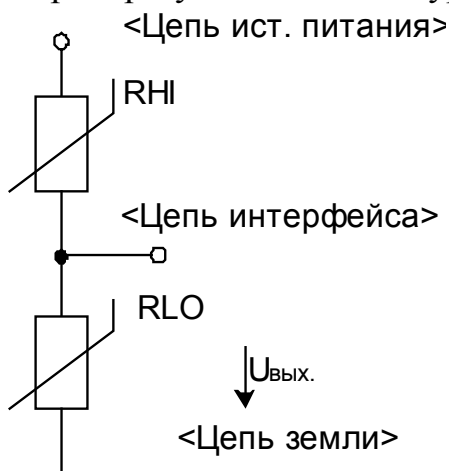 <Цепь ист. питания>
RHI
<Цепь интерфейса>
RLO
Uвых.
<Цепь земли>